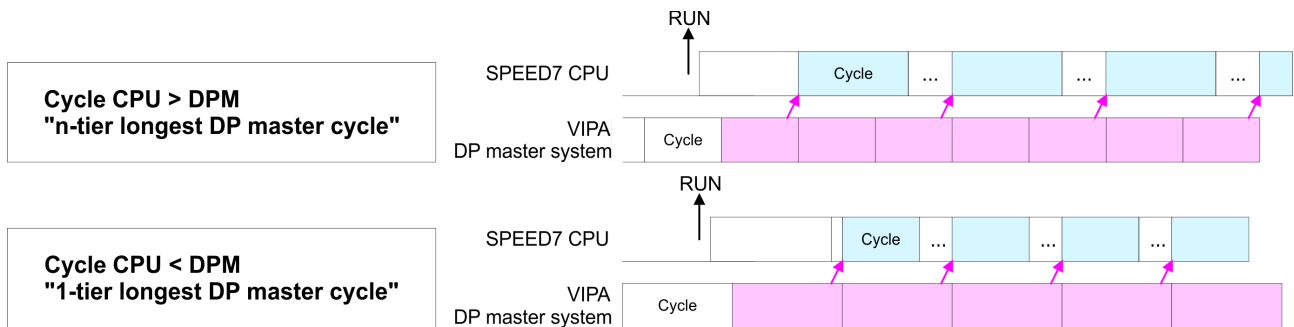 RUN
SPEED7 CPU
Cycle
...
...
...
Cycle CPU > DPM
"n-tier longest DP master cycle"
VIPA
DP master system
Cycle
RUN
SPEED7 CPU
Cycle
...
...
...
Cycle CPU < DPM
"1-tier longest DP master cycle"
VIPA
DP master system
Cycle